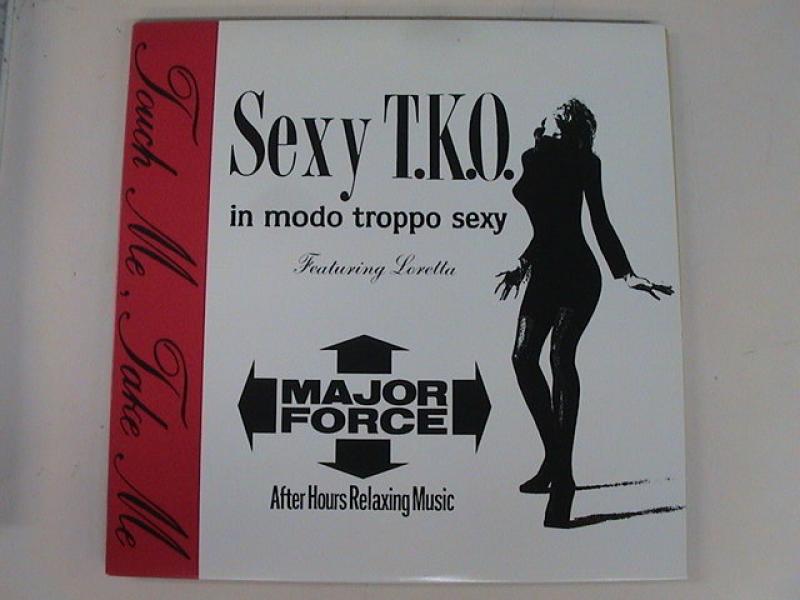 Touch Me, Take Me
Sexy T.K.O.
in modo troppo sexy
Featuring Loretta
MAJOR
FORCE
After Hours Relaxing Music